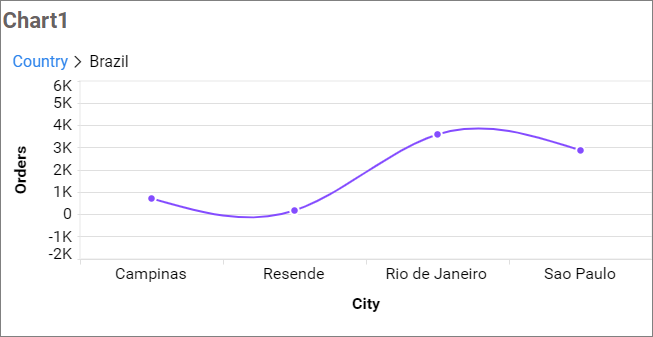 Chart1
Country > Brazil
6K
5K
4K
3K
2K
1K
0
-1K
-2K
Orders
Campinas Resende Rio de Janeiro Sao Paulo
City